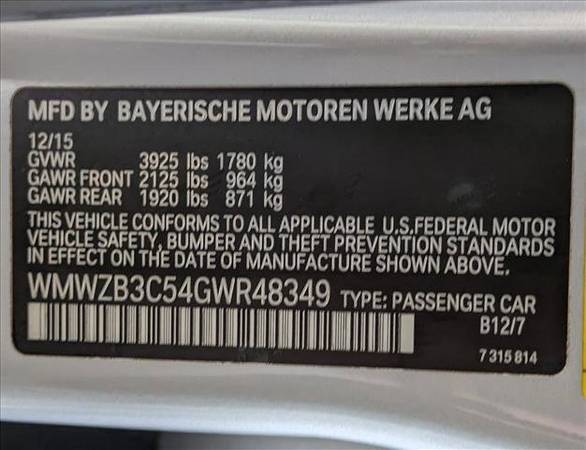 MFD BY BAYERISCHE MOTOREN WERKE AG
12/15
GVWR 3925 lbs 1780 kg
GAWR FRONT 2125 lbs 964 kg
GAWR REAR 1920 lbs 871 kg
THIS VEHICLE CONFORMS TO ALL APPLICABLE U.S.FEDERAL MOTOR
VEHICLE SAFETY, BUMPER AND THEFT PREVENTION STANDARDS
IN EFFECT ON THE DATE OF MANUFACTURE SHOWN ABOVE.
WMWZB3C54GWR48349 TYPE: PASSENGER CAR
B12/7
7 315 814